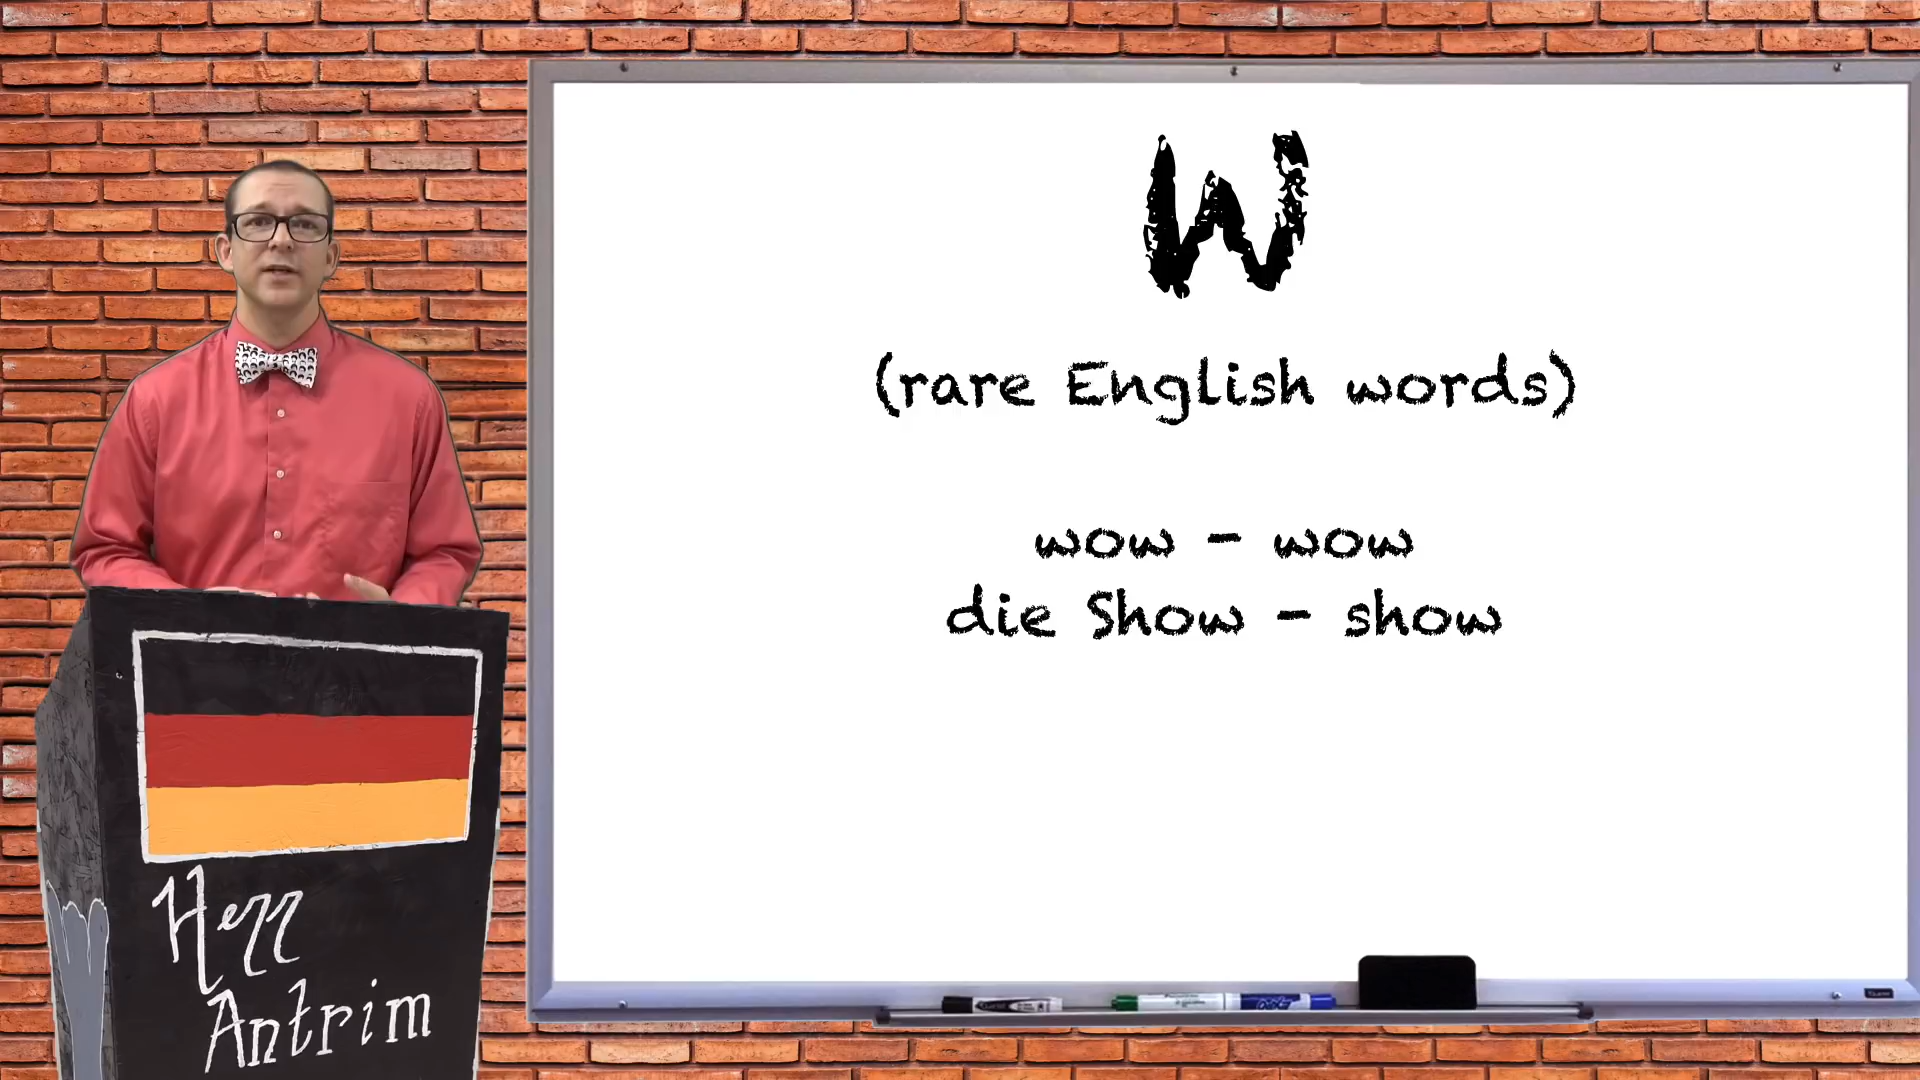 W
(rare English words)
wow - wow
die Show - show
Herr
Antrim